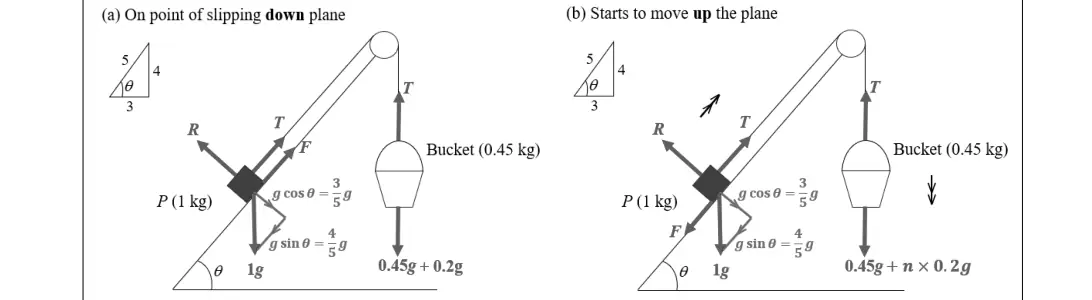 (a) On point of slipping down plane
5
4
θ
3
R
T
F
T
Bucket (0.45 kg)
P (1 kg)
g cos θ = 3/5 g
g sin θ = 4/5 g
θ
1g
0.45g + 0.2g
(b) Starts to move up the plane
5
4
θ
3
R
T
T
Bucket (0.45 kg)
P (1 kg)
g cos θ = 3/5 g
F
g sin θ = 4/5 g
θ
1g
0.45g + n × 0.2g